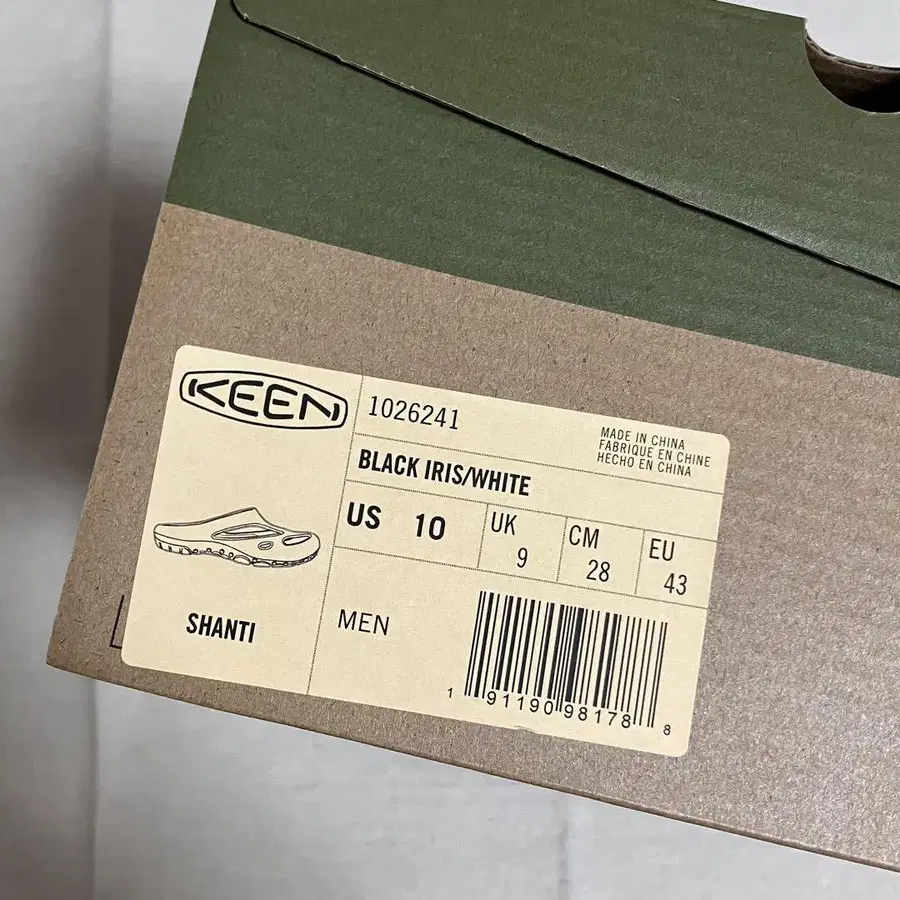 KEEN
1026241
MADE IN CHINA
FABRIQUE EN CHINE
HECHO EN CHINA
BLACK IRIS/WHITE
US 10
UK 9
CM 28
EU 43
SHANTI
MEN
1 91190 98178 8